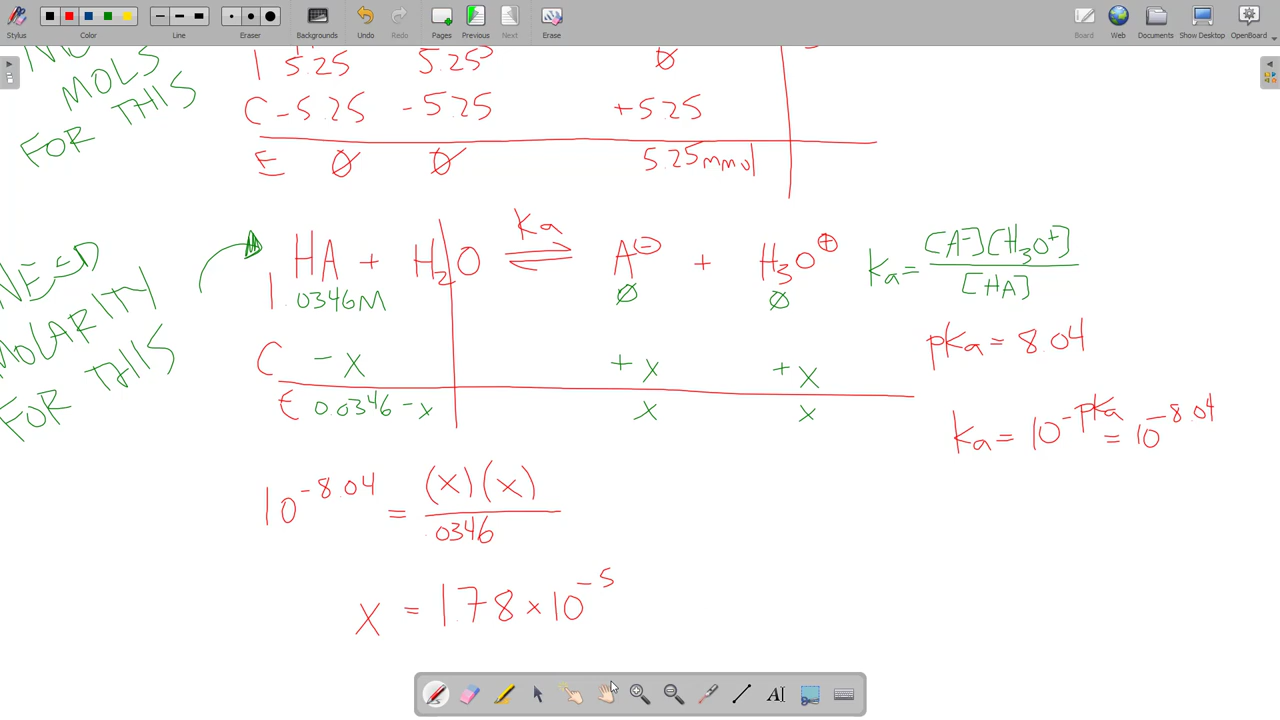 Stylus Color Line Eraser Backgrounds Undo Redo Pages Previous Next Erase Board Web Documents Show Desktop OpenBoard
MOLS
FOR THIS
I 5.25 5.25 Ø
C -5.25 -5.25 +5.25
E Ø Ø 5.25mmol
NEED
MOLARITY
FOR THIS
HA + H₂O ⇌ A⊖ + H₃O⊕
Ka
I .0346M Ø Ø
C -x +x +x
E 0.0346-x x x
Ka = [A⁻][H₃O⁺] / [HA]
pKa = 8.04
Ka = 10^-pKa = 10^-8.04
10^-8.04 = (x)(x) / .0346
x = 1.78 × 10^-5
AI